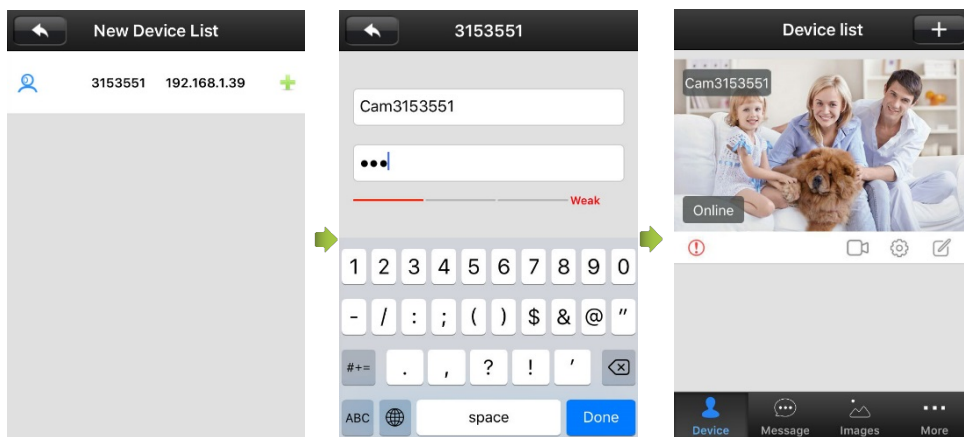 New Device List
3153551 192.168.1.39
3153551
Cam3153551
•••
Weak
1 2 3 4 5 6 7 8 9 0
- / : ; ( ) $ & @ "
#+= . , ? ! '
ABC space Done
Device list +
Cam3153551
Online
Device Message Images More